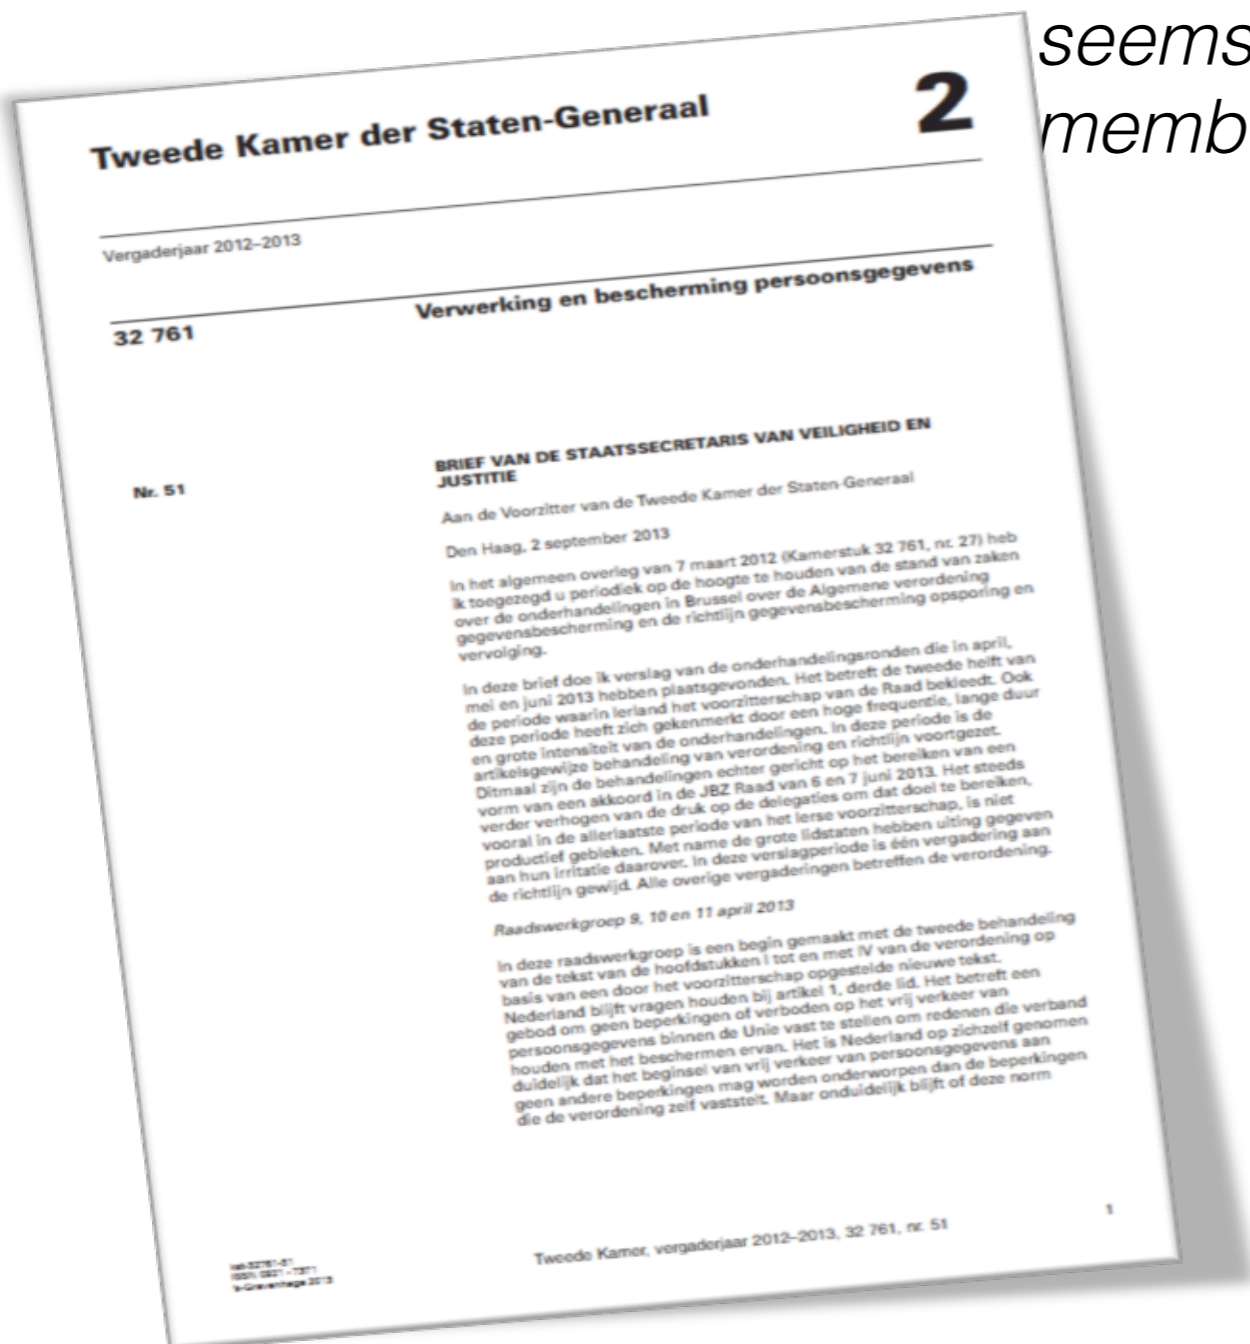 seems
memb
Tweede Kamer der Staten-Generaal
2
Vergaderjaar 2012–2013
32 761
Verwerking en bescherming persoonsgegevens
Nr. 51
BRIEF VAN DE STAATSSECRETARIS VAN VEILIGHEID EN
JUSTITIE
Aan de Voorzitter van de Tweede Kamer der Staten-Generaal
Den Haag, 2 september 2013
In het algemeen overleg van 7 maart 2012 (Kamerstuk 32 761, nr. 27) heb
ik toegezegd u periodiek op de hoogte te houden van de stand van zaken
over de onderhandelingen in Brussel over de Algemene verordening
gegevensbescherming en de richtlijn gegevensbescherming opsporing en
vervolging.
In deze brief doe ik verslag van de onderhandelingsronden die in april,
mei en juni 2013 hebben plaatsgevonden. Het betreft de tweede helft van
de periode waarin Ierland het voorzitterschap van de Raad bekleedt. Ook
deze periode heeft zich gekenmerkt door een hoge frequentie, lange duur
en grote intensiteit van de onderhandelingen. In deze periode is de
artikelsgewijze behandeling van verordening en richtlijn voortgezet.
Ditmaal zijn de behandelingen echter gericht op het bereiken van een
vorm van een akkoord in de JBZ Raad van 6 en 7 juni 2013. Het steeds
verder verhogen van de druk op de delegaties om dat doel te bereiken,
vooral in de allerlaatste periode van het Ierse voorzitterschap, is niet
productief gebleken. Met name de grote lidstaten hebben uiting gegeven
aan hun irritatie daarover. In deze verslagperiode is één vergadering aan
de richtlijn gewijd. Alle overige vergaderingen betreffen de verordening.
Raadswerkgroep 9, 10 en 11 april 2013
In deze raadswerkgroep is een begin gemaakt met de tweede behandeling
van de tekst van de hoofdstukken I tot en met IV van de verordening op
basis van een door het voorzitterschap opgestelde nieuwe tekst.
Nederland blijft vragen houden bij artikel 1, derde lid. Het betreft een
gebod om geen beperkingen of verboden op het vrij verkeer van
persoonsgegevens binnen de Unie vast te stellen om redenen die verband
houden met het beschermen ervan. Het is Nederland op zichzelf genomen
duidelijk dat het beginsel van vrij verkeer van persoonsgegevens aan
geen andere beperkingen mag worden onderworpen dan de beperkingen
die de verordening zelf vaststelt. Maar onduidelijk blijft of deze norm
kst-32761-51
ISSN 0921 - 7371
's-Gravenhage 2013
Tweede Kamer, vergaderjaar 2012–2013, 32 761, nr. 51
1